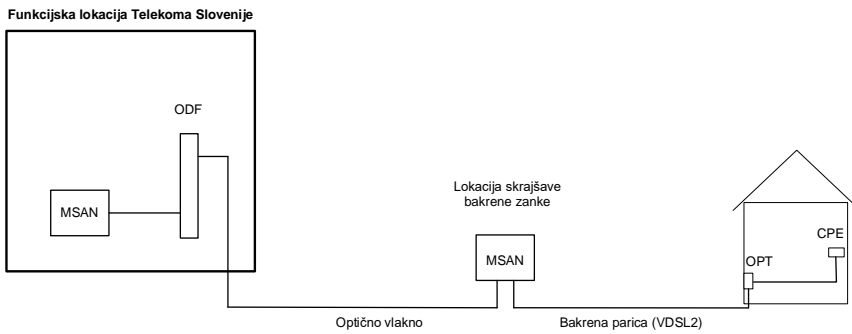 Funkcijska lokacija Telekoma Slovenije
ODF
MSAN
Lokacija skrajšave
bakrene zanke
MSAN
CPE
OPT
Optično vlakno
Bakrena parica (VDSL2)